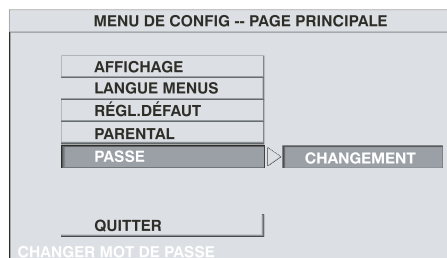 MENU DE CONFIG -- PAGE PRINCIPALE
AFFICHAGE
LANGUE MENUS
RÉGL.DÉFAUT
PARENTAL
PASSE CHANGEMENT
QUITTER
CHANGER MOT DE PASSE